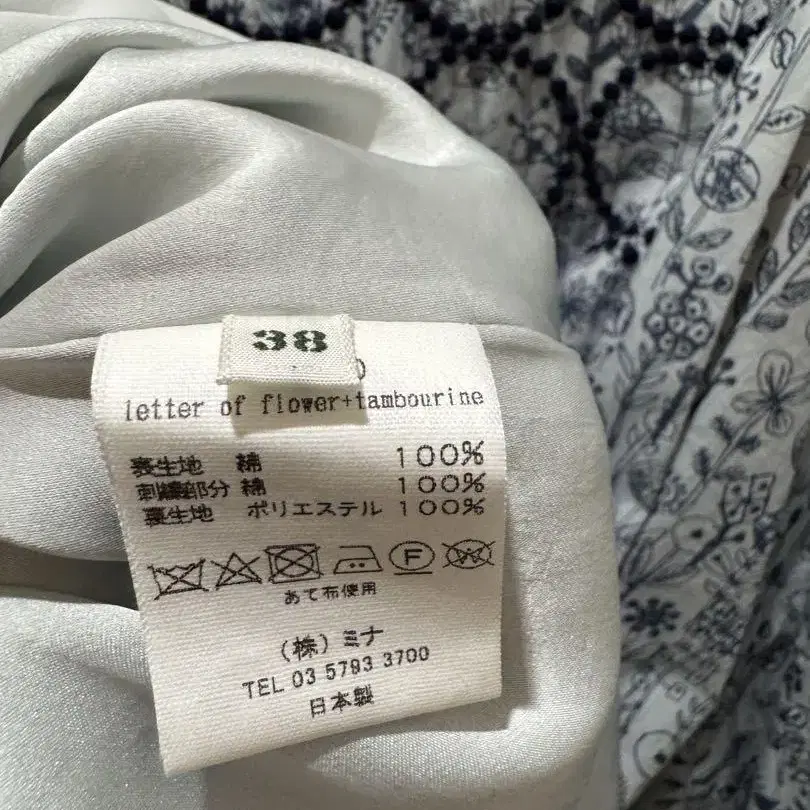 38
letter of flower+tambourine
表生地 綿 100%
刺繍部分 綿 100%
裏生地 ポリエステル 100%
F
W
あて布使用
(株)ミナ
TEL 03 5793 3700
日本製